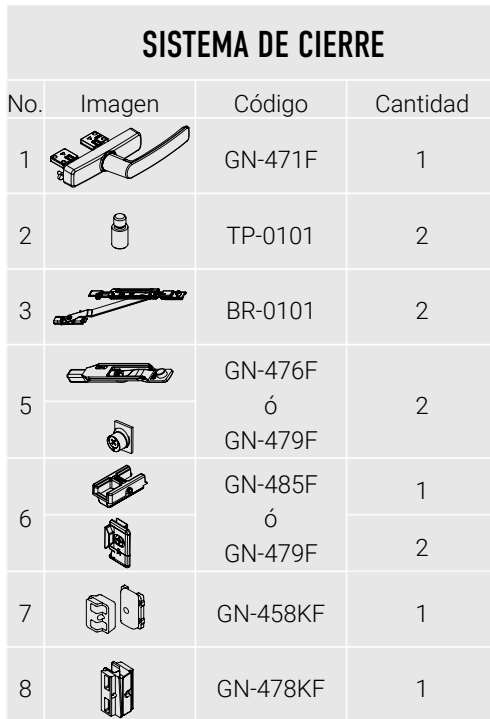 SISTEMA DE CIERRE
No. Imagen Código Cantidad
1 GN-471F 1
2 TP-0101 2
3 BR-0101 2
5 GN-476F ó GN-479F 2
6 GN-485F ó GN-479F 1 2
7 GN-458KF 1
8 GN-478KF 1